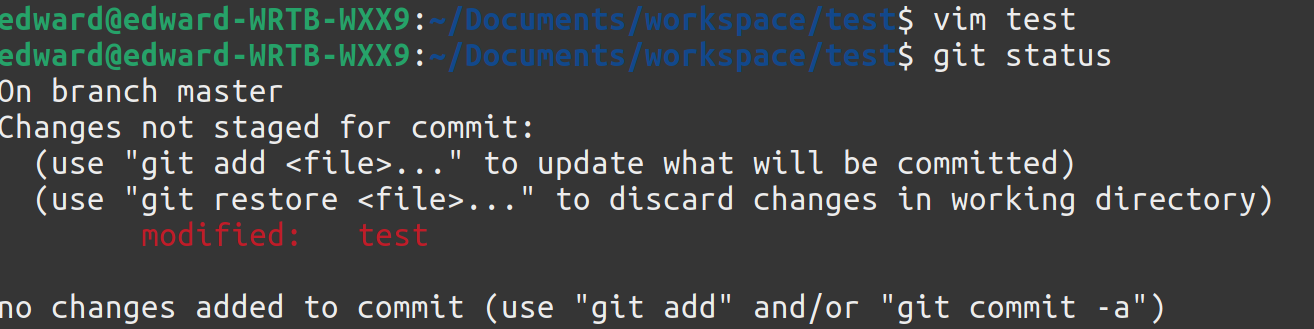 edward@edward-WRTB-WXX9:~/Documents/workspace/test$ vim test
edward@edward-WRTB-WXX9:~/Documents/workspace/test$ git status
On branch master
Changes not staged for commit:
  (use "git add <file>..." to update what will be committed)
  (use "git restore <file>..." to discard changes in working directory)
        modified:   test

no changes added to commit (use "git add" and/or "git commit -a")